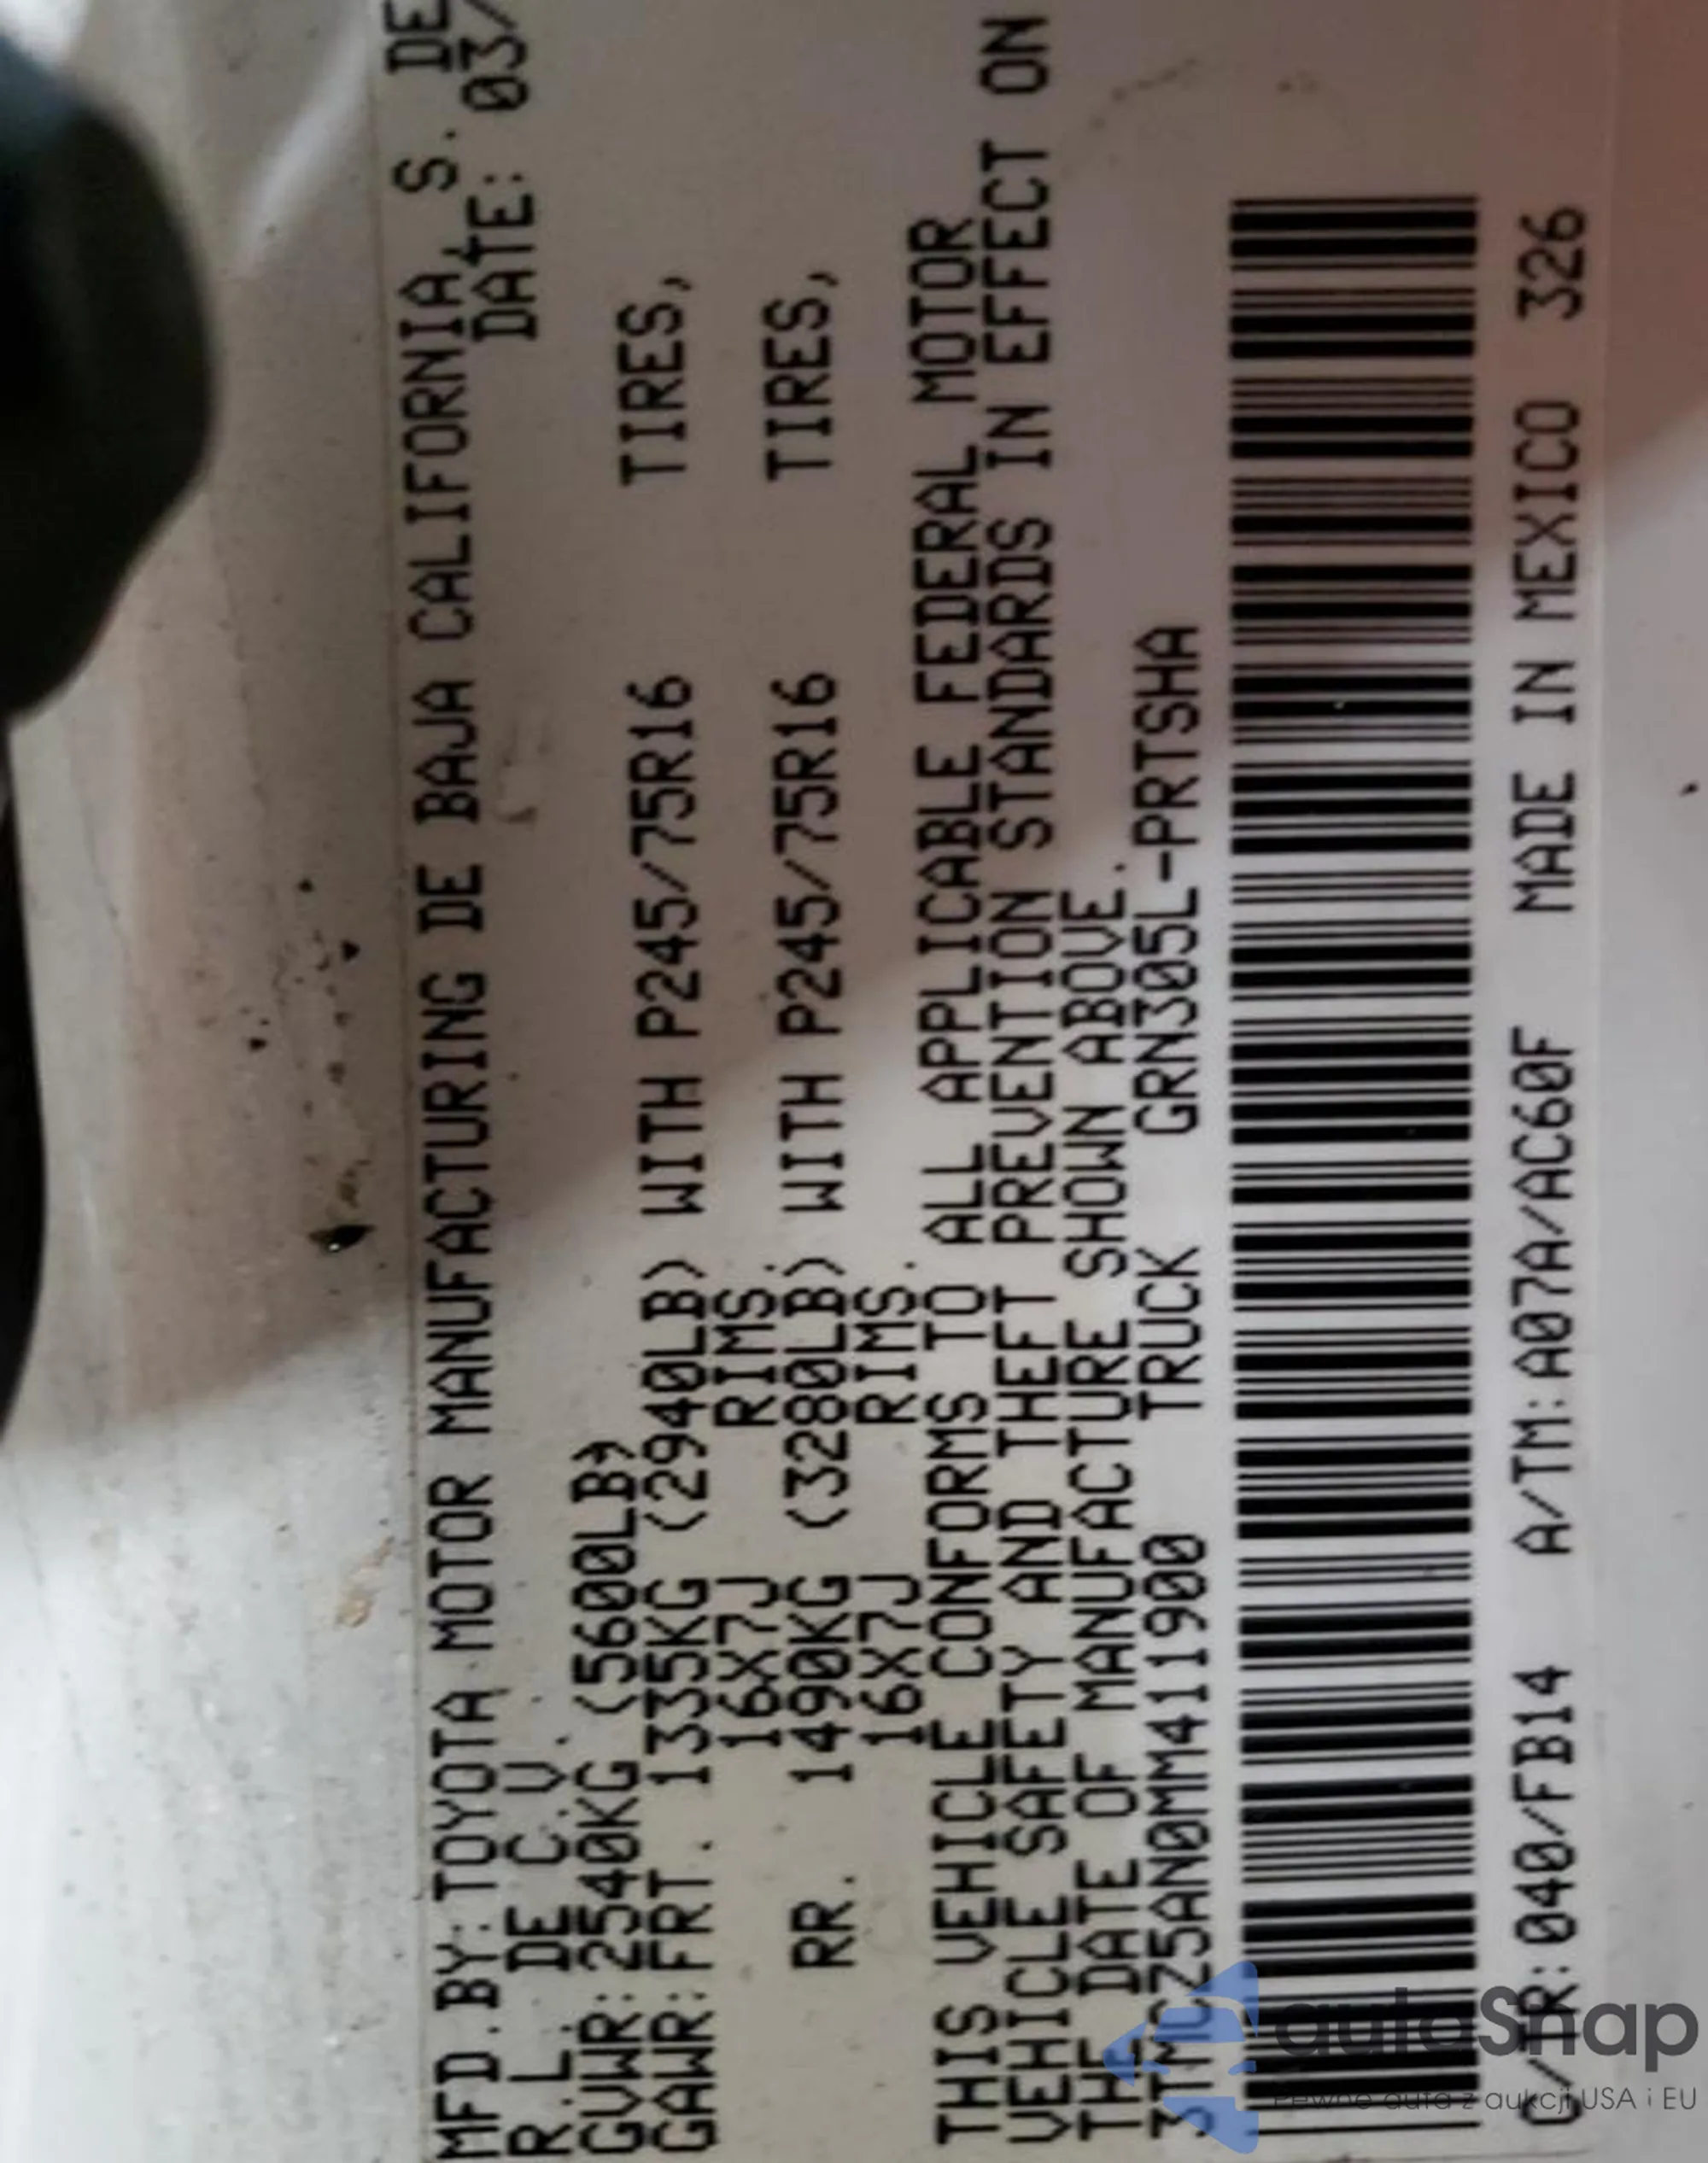 MFD.BY:TOYOTA MOTOR MANUFACTURING DE BAJA CALIFORNIA, S. DE
R.L. DE C.V. DATE: 03/
GVWR:2540KG (5600LB)
GAWR:FRT. 1335KG (2940LB) WITH P245/75R16 TIRES,
16X7J RIMS.
RR. 1490KG (3280LB) WITH P245/75R16 TIRES,
16X7J RIMS.
THIS VEHICLE CONFORMS TO ALL APPLICABLE FEDERAL MOTOR
VEHICLE SAFETY AND THEFT PREVENTION STANDARDS IN EFFECT ON
THE DATE OF MANUFACTURE SHOWN ABOVE.
3TMCZ5AN0MM411900 TRUCK GRN305L-PRTSHA
C/TR:040/FB14 A/TM:A07A/AC60F MADE IN MEXICO 326
autoSnap
Pewne auta z aukcji USA i EU